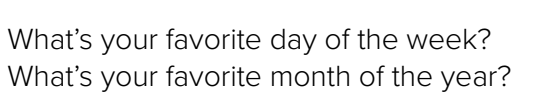 What’s your favorite day of the week?
What’s your favorite month of the year?